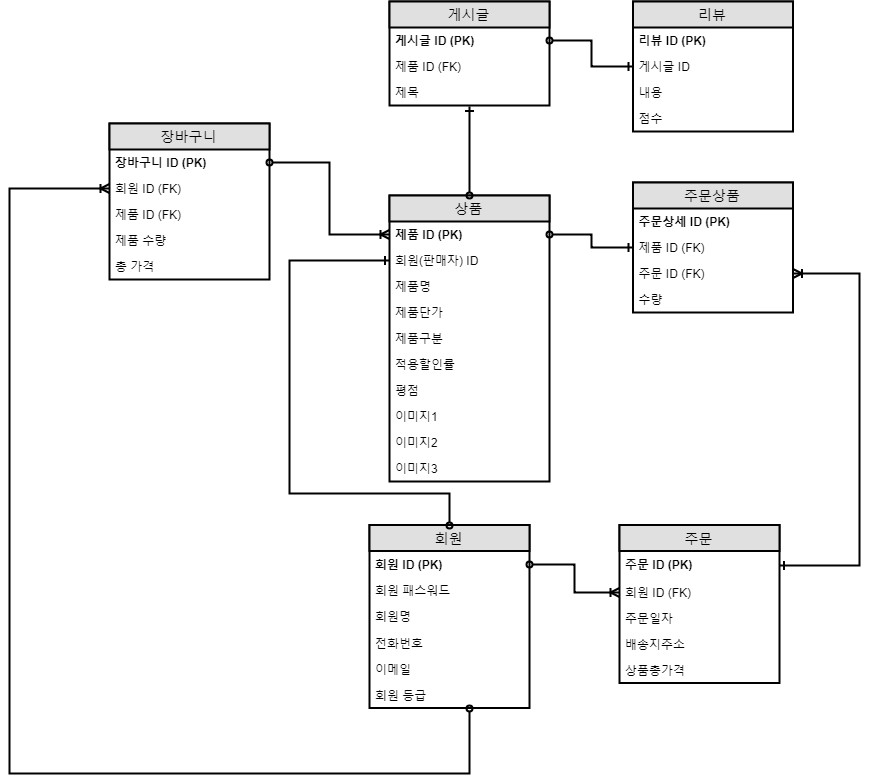 게시글
게시글 ID (PK)
제품 ID (FK)
제목
리뷰
리뷰 ID (PK)
게시글 ID
내용
점수
장바구니
장바구니 ID (PK)
회원 ID (FK)
제품 ID (FK)
제품 수량
총 가격
상품
제품 ID (PK)
회원(판매자) ID
제품명
제품단가
제품구분
적용할인률
평점
이미지1
이미지2
이미지3
주문상품
주문상세 ID (PK)
제품 ID (FK)
주문 ID (FK)
수량
회원
회원 ID (PK)
회원 패스워드
회원명
전화번호
이메일
회원 등급
주문
주문 ID (PK)
회원 ID (FK)
주문일자
배송지주소
상품총가격